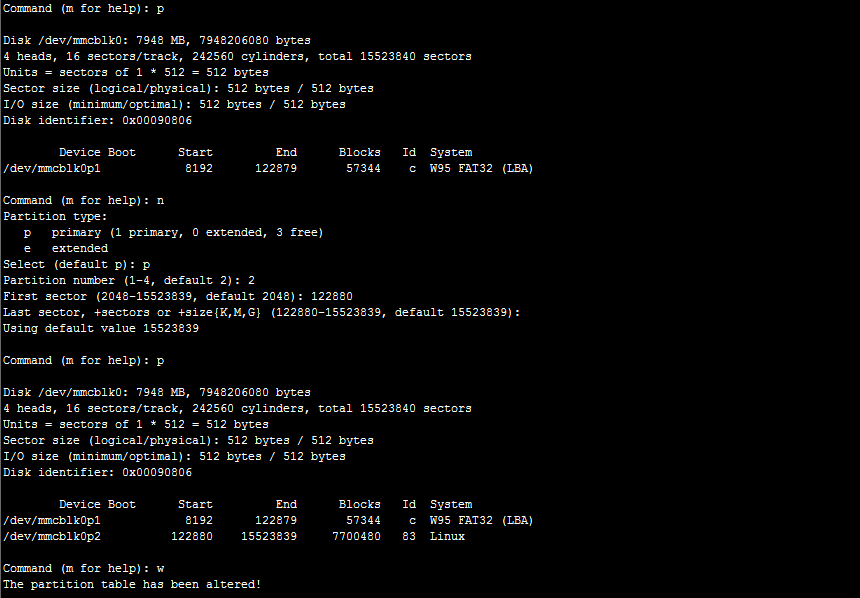 Command (m for help): p
Disk /dev/mmcblk0: 7948 MB, 7948206080 bytes
4 heads, 16 sectors/track, 242560 cylinders, total 15523840 sectors
Units = sectors of 1 * 512 = 512 bytes
Sector size (logical/physical): 512 bytes / 512 bytes
I/O size (minimum/optimal): 512 bytes / 512 bytes
Disk identifier: 0x00090806
Device Boot Start End Blocks Id System
/dev/mmcblk0p1 8192 122879 57344 c W95 FAT32 (LBA)
Command (m for help): n
Partition type:
p primary (1 primary, 0 extended, 3 free)
e extended
Select (default p): p
Partition number (1-4, default 2): 2
First sector (2048-15523839, default 2048): 122880
Last sector, +sectors or +size{K,M,G} (122880-15523839, default 15523839):
Using default value 15523839
Command (m for help): p
Disk /dev/mmcblk0: 7948 MB, 7948206080 bytes
4 heads, 16 sectors/track, 242560 cylinders, total 15523840 sectors
Units = sectors of 1 * 512 = 512 bytes
Sector size (logical/physical): 512 bytes / 512 bytes
I/O size (minimum/optimal): 512 bytes / 512 bytes
Disk identifier: 0x00090806
Device Boot Start End Blocks Id System
/dev/mmcblk0p1 8192 122879 57344 c W95 FAT32 (LBA)
/dev/mmcblk0p2 122880 15523839 7700480 83 Linux
Command (m for help): w
The partition table has been altered!